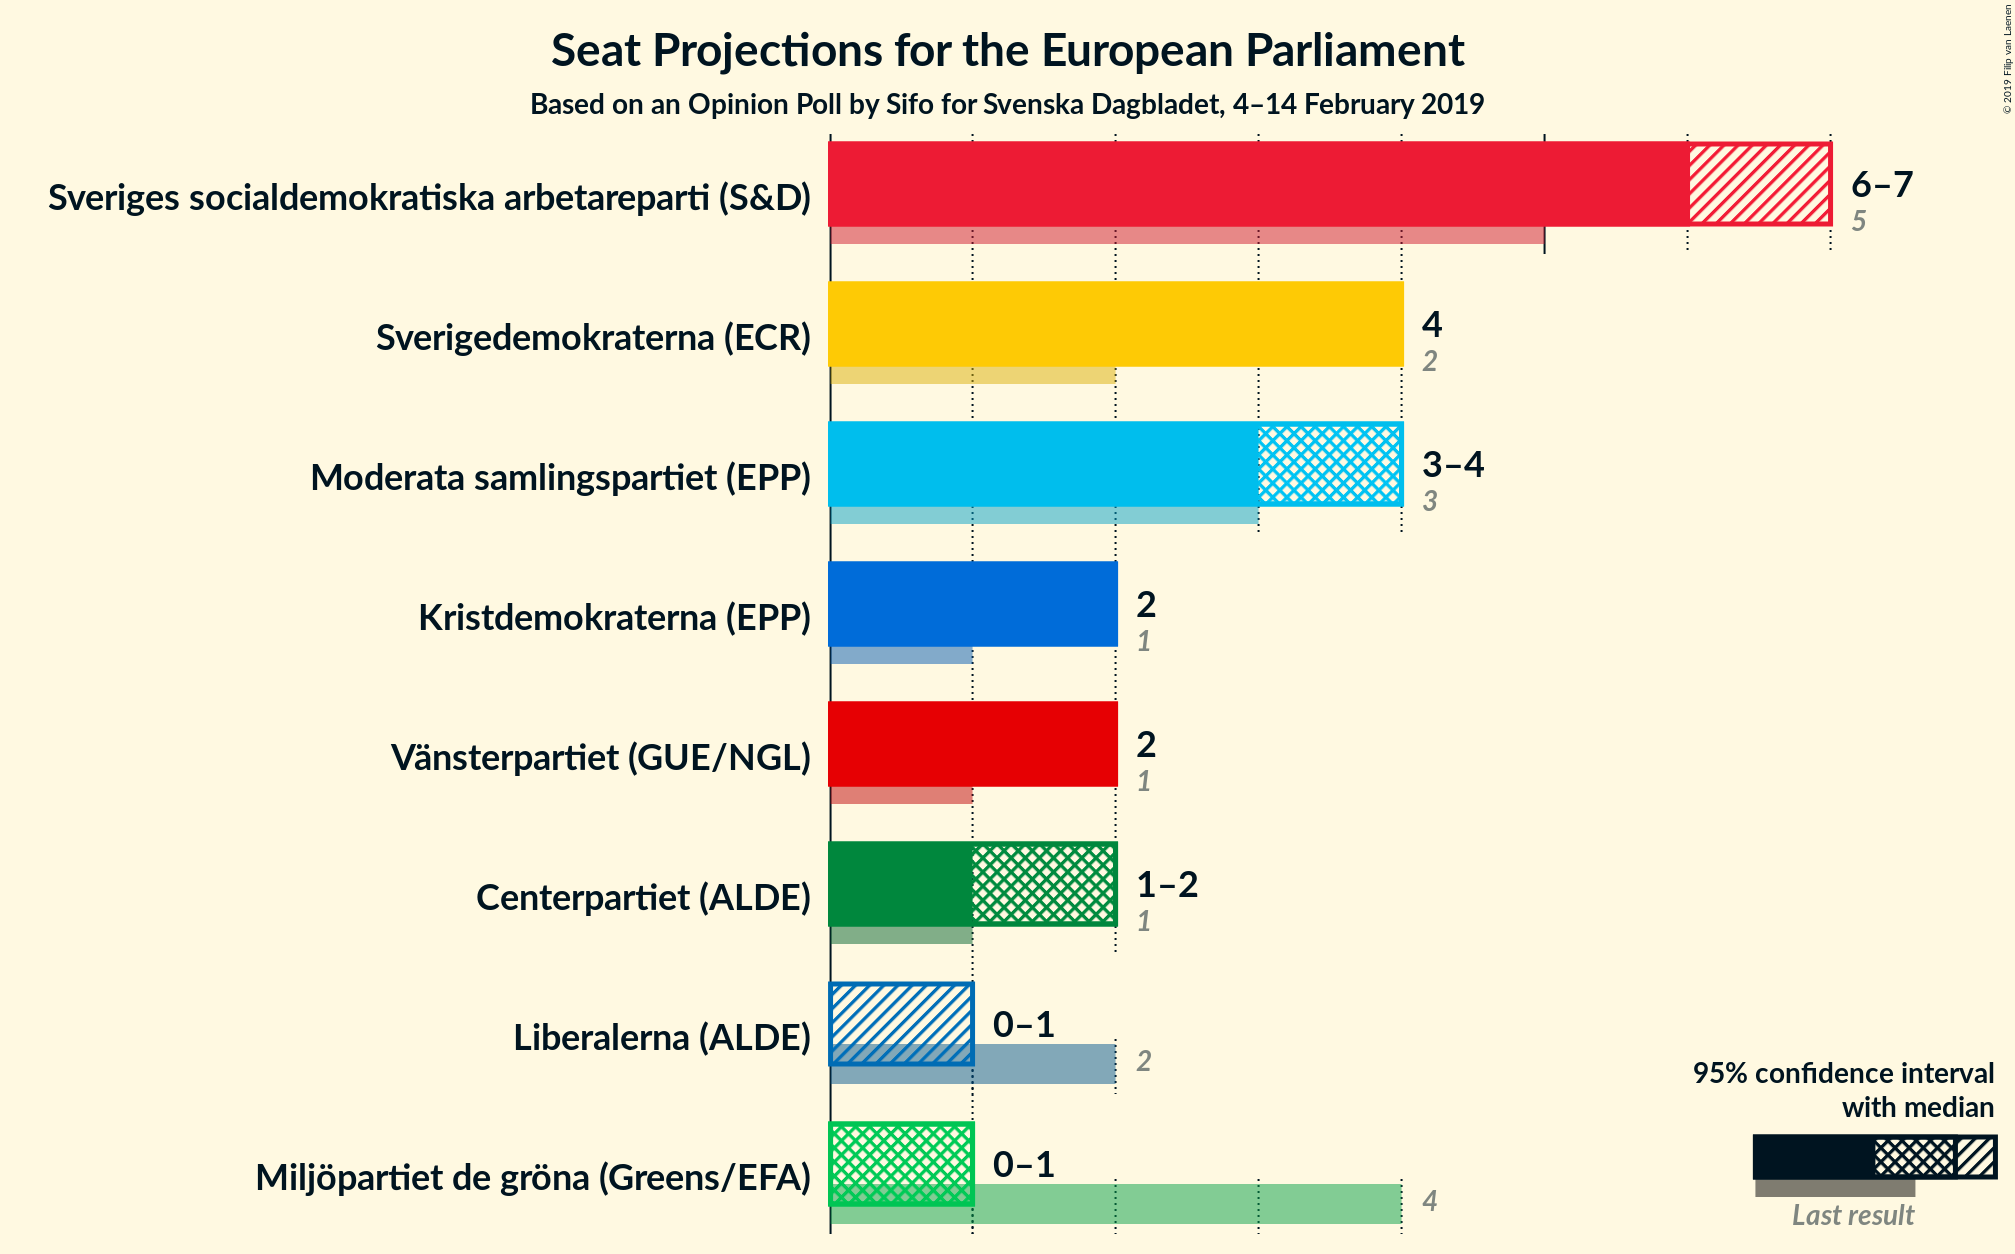 Seat Projections for the European Parliament
Based on an Opinion Poll by Sifo for Svenska Dagbladet, 4–14 February 2019
© 2019 Filip van Laenen
Sveriges socialdemokratiska arbetareparti (S&D)
6–7
5
Sverigedemokraterna (ECR)
4
2
Moderata samlingspartiet (EPP)
3–4
3
Kristdemokraterna (EPP)
2
1
Vänsterpartiet (GUE/NGL)
2
1
Centerpartiet (ALDE)
1–2
1
Liberalerna (ALDE)
0–1
2
Miljöpartiet de gröna (Greens/EFA)
0–1
4
95% confidence interval
with median
Last result